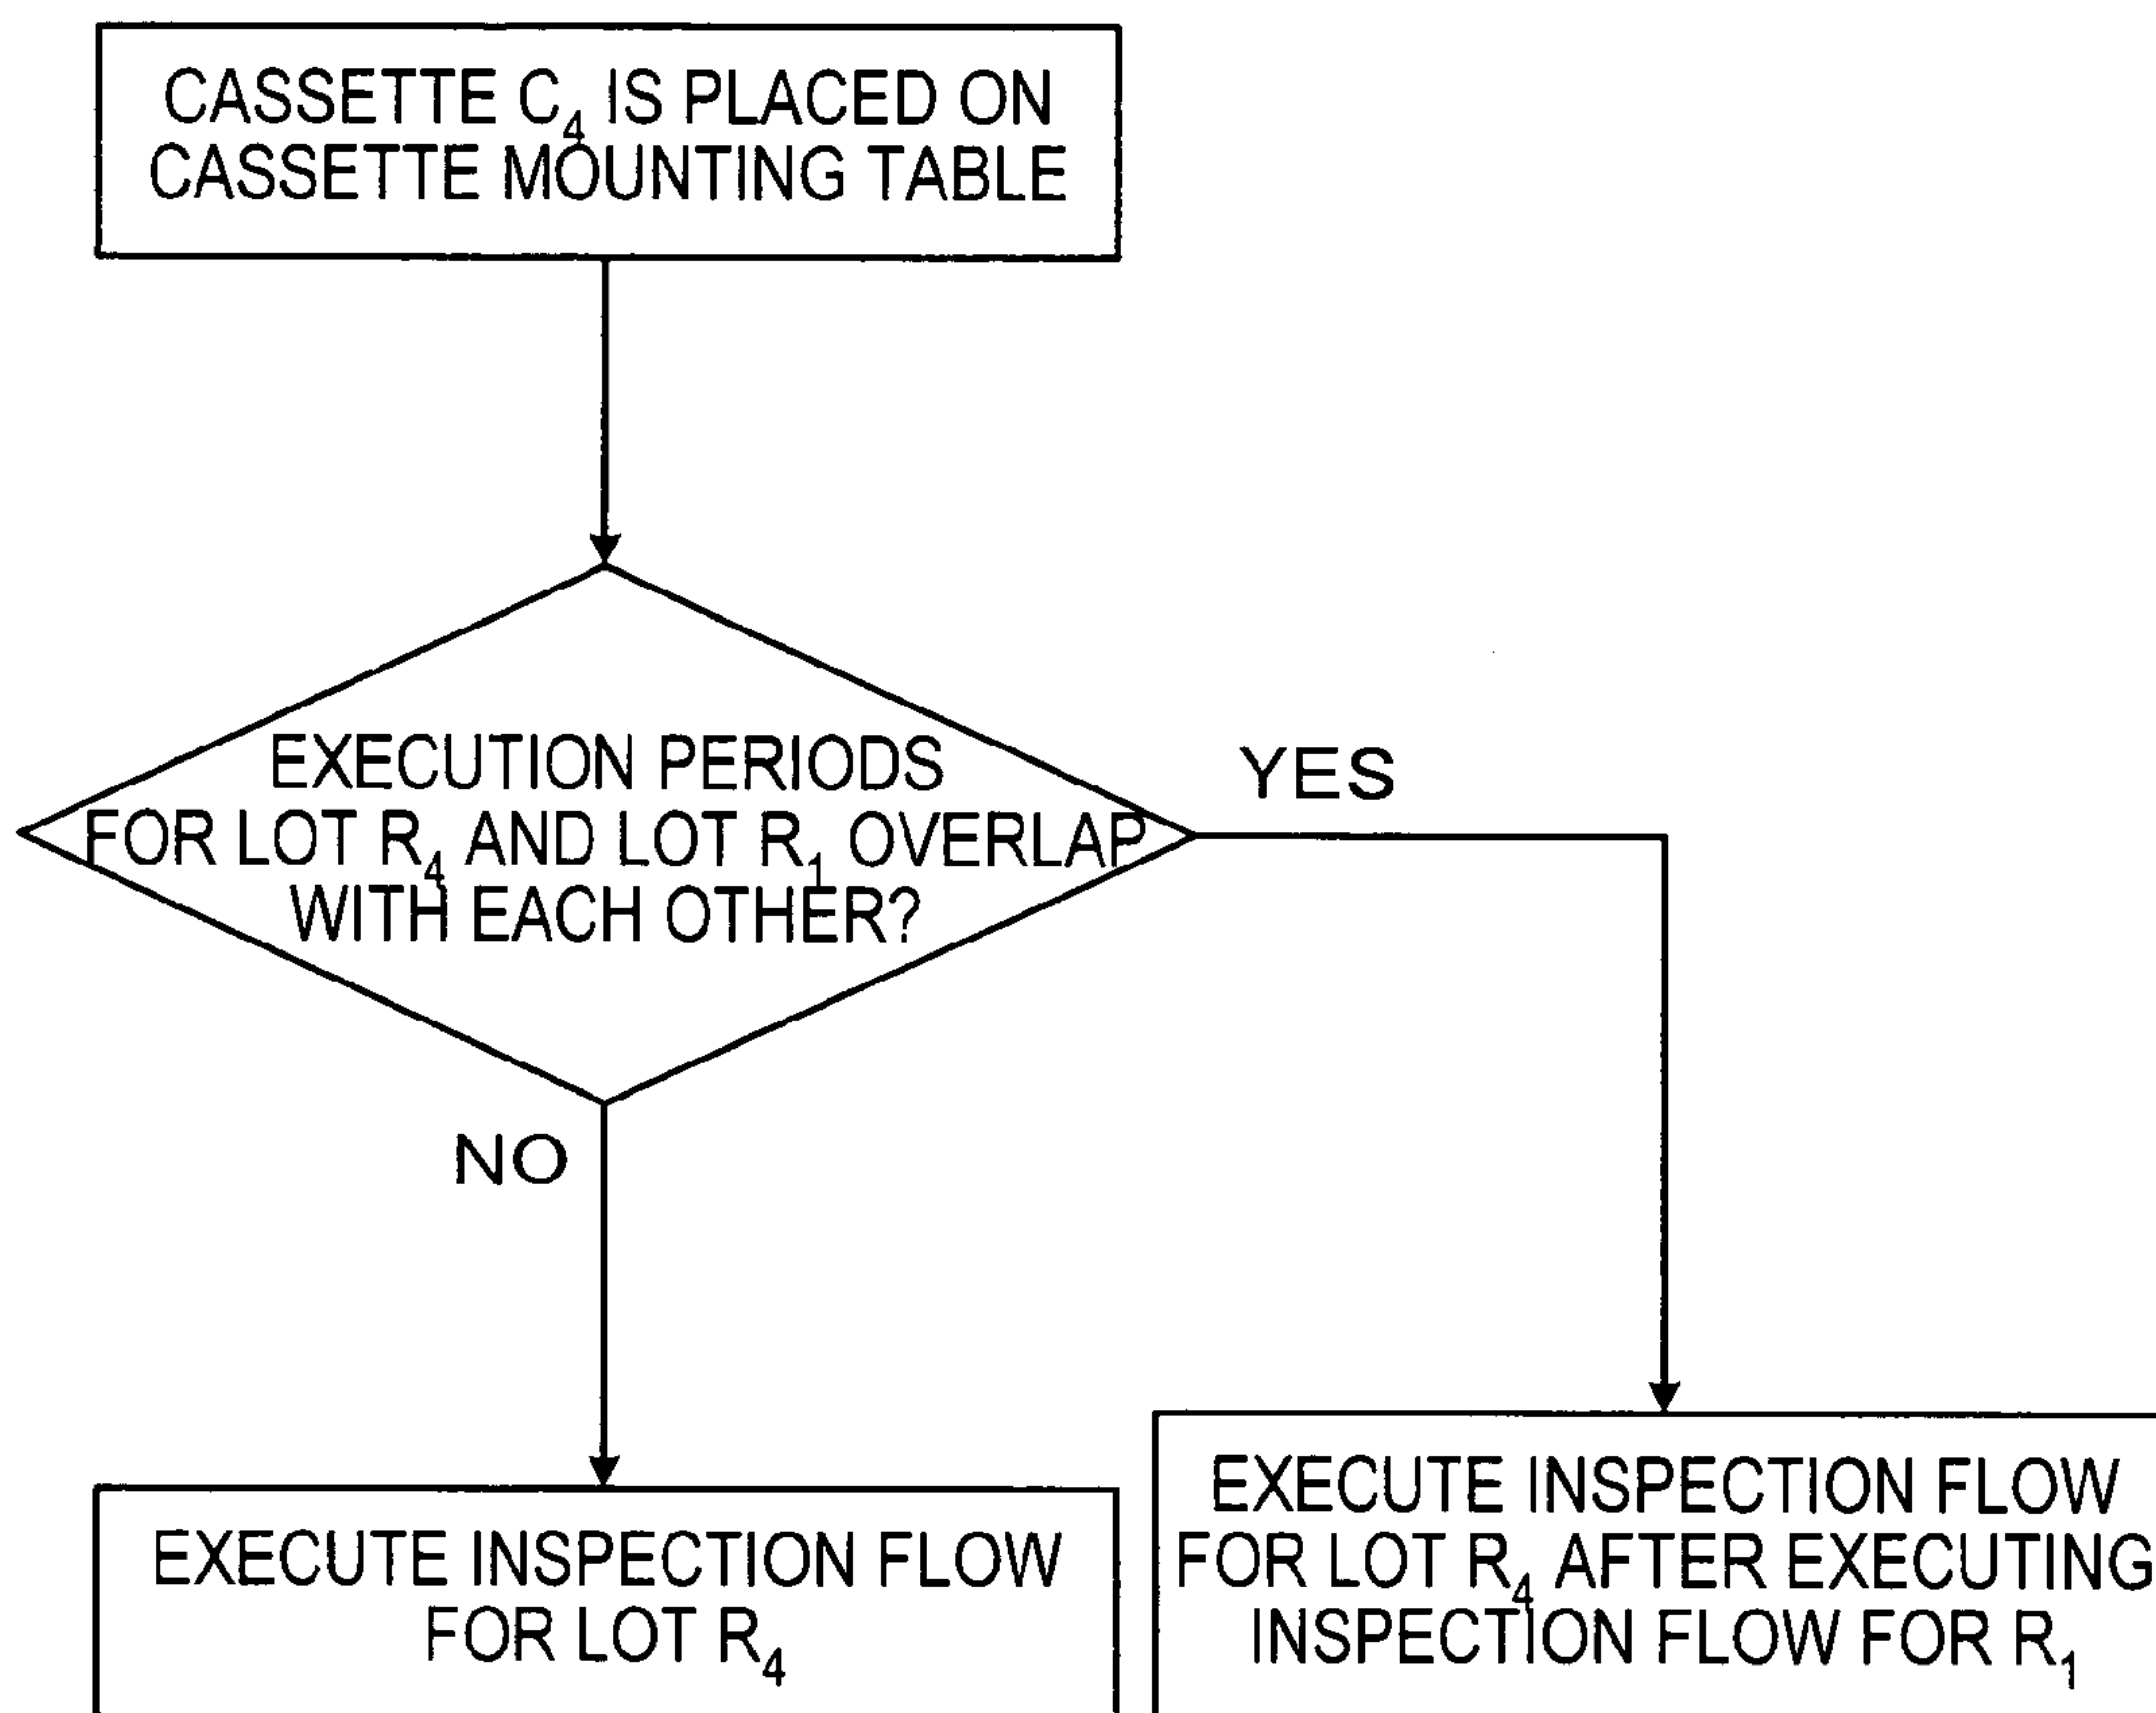 CASSETTE C₄ IS PLACED ON
CASSETTE MOUNTING TABLE
EXECUTION PERIODS
FOR LOT R₄ AND LOT R₁ OVERLAP
WITH EACH OTHER?
YES
NO
EXECUTE INSPECTION FLOW
FOR LOT R₄
EXECUTE INSPECTION FLOW
FOR LOT R₄ AFTER EXECUTING
INSPECTION FLOW FOR R₁